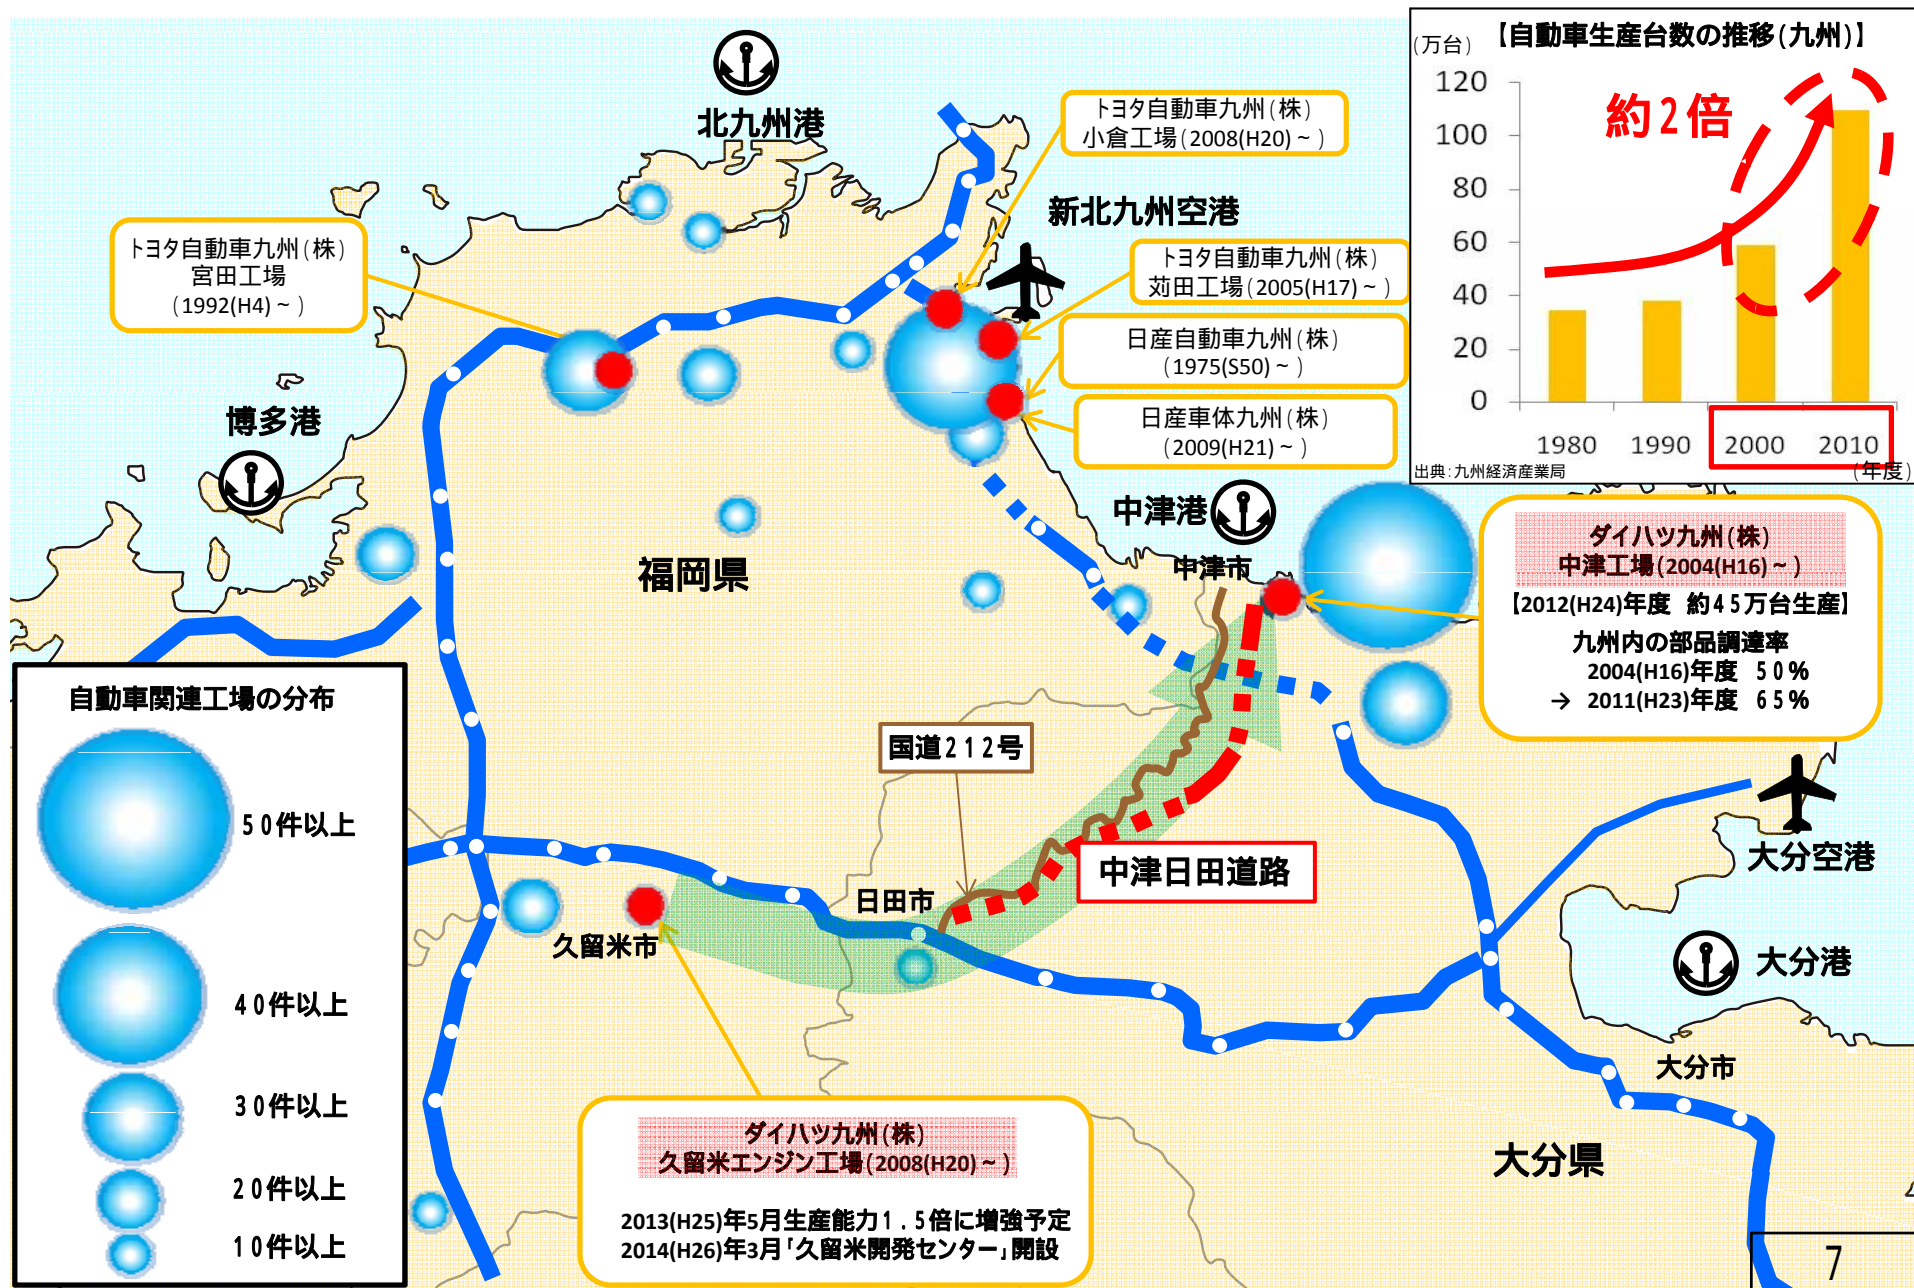 【自動車生産台数の推移(九州)】
(万台)
120
100
80
60
40
20
0
約2倍
1980 1990 2000 2010
(年度)
出典:九州経済産業局
北九州港
トヨタ自動車九州(株)
小倉工場(2008(H20)~)
新北九州空港
トヨタ自動車九州(株)
宮田工場
(1992(H4)~)
トヨタ自動車九州(株)
苅田工場(2005(H17)~)
日産自動車九州(株)
(1975(S50)~)
日産車体九州(株)
(2009(H21)~)
博多港
中津港
中津市
福岡県
ダイハツ九州(株)
中津工場(2004(H16)~)
【2012(H24)年度 約45万台生産】
九州内の部品調達率
2004(H16)年度 50%
→ 2011(H23)年度 65%
自動車関連工場の分布
50件以上
40件以上
30件以上
20件以上
10件以上
国道212号
中津日田道路
日田市
久留米市
大分空港
大分港
大分市
大分県
ダイハツ九州(株)
久留米エンジン工場(2008(H20)~)
2013(H25)年5月生産能力1.5倍に増強予定
2014(H26)年3月「久留米開発センター」開設
7